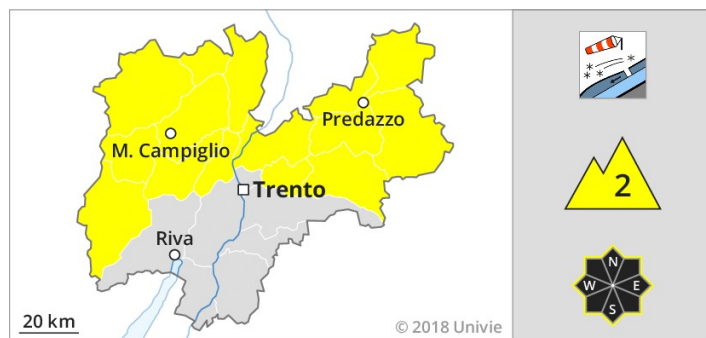 Predazzo
M. Campiglio
Trento
Riva
20 km
© 2018 Univie
2
N
W E
S